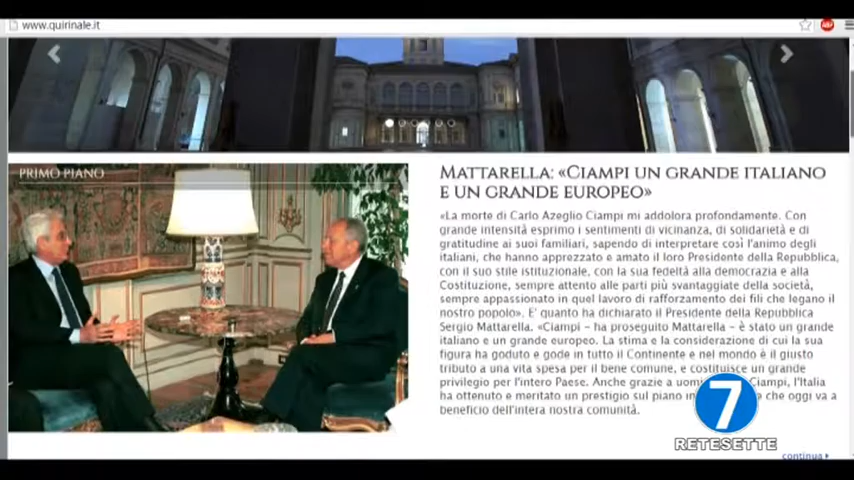 www.quirinale.it
ABP
PRIMO PIANO
MATTARELLA: «CIAMPI UN GRANDE ITALIANO
E UN GRANDE EUROPEO»
«La morte di Carlo Azeglio Ciampi mi addolora profondamente. Con
grande intensità esprimo i sentimenti di vicinanza, di solidarietà e di
gratitudine ai suoi familiari, sapendo di interpretare così l'animo degli
italiani, che hanno apprezzato e amato il loro Presidente della Repubblica,
con il suo stile istituzionale, con la sua fedeltà alla democrazia e alla
Costituzione, sempre attento alle parti più svantaggiate della società,
sempre appassionato in quel lavoro di rafforzamento dei fili che legano il
nostro popolo». E' quanto ha dichiarato il Presidente della Repubblica
Sergio Mattarella. «Ciampi – ha proseguito Mattarella – è stato un grande
italiano e un grande europeo. La stima e la considerazione di cui la sua
figura ha goduto e gode in tutto il Continente e nel mondo è il giusto
tributo a una vita spesa per il bene comune, e costituisce un grande
privilegio per l'intero Paese. Anche grazie a Ciampi, l'Italia
ha ottenuto e meritato un prestigio sul piano che oggi va a
beneficio dell'intera nostra comunità.
7
RETESETTE
continua